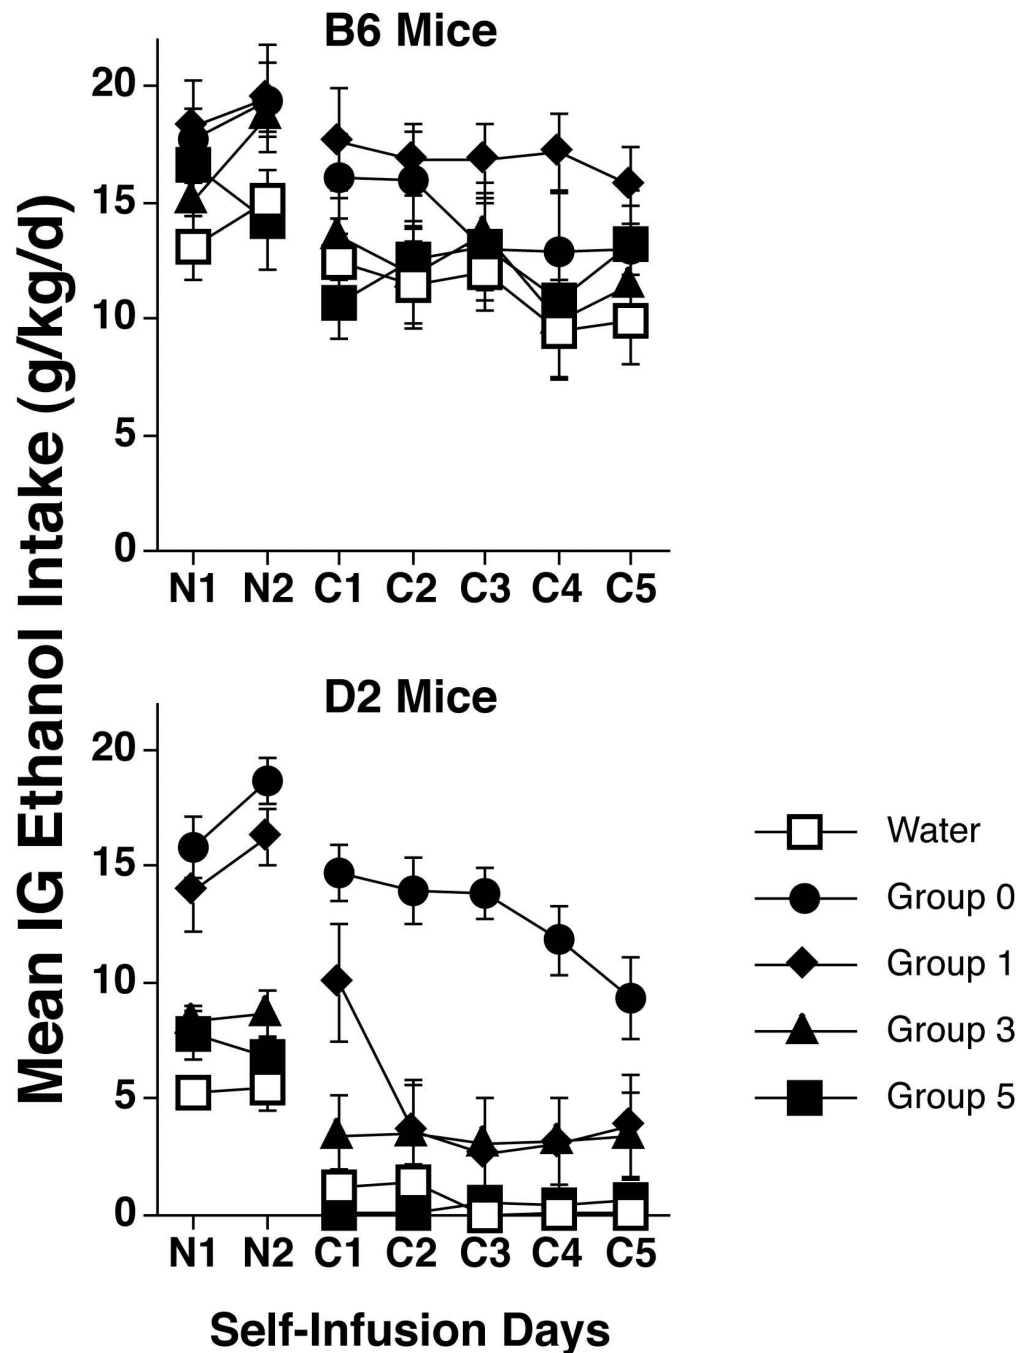 B6 Mice
Mean IG Ethanol Intake (g/kg/d)
20
15
10
5
0
N1 N2 C1 C2 C3 C4 C5
D2 Mice
20
15
10
5
0
N1 N2 C1 C2 C3 C4 C5
Self-Infusion Days
Water
Group 0
Group 1
Group 3
Group 5